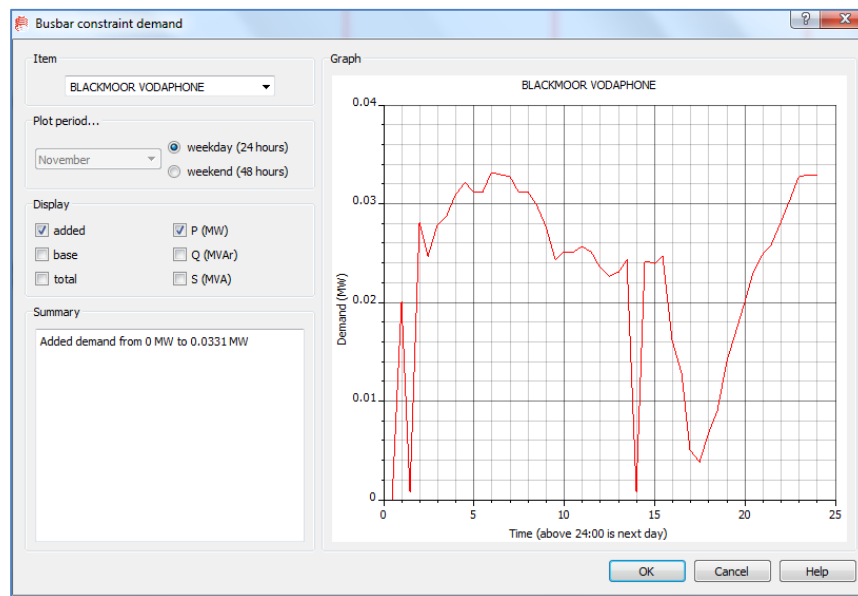 Busbar constraint demand
?
X
Item
BLACKMOOR VODAPHONE
Plot period...
November
weekday (24 hours)
weekend (48 hours)
Display
added
P (MW)
base
Q (MVAr)
total
S (MVA)
Summary
Added demand from 0 MW to 0.0331 MW
Graph
BLACKMOOR VODAPHONE
0.04
0.03
0.02
0.01
0
Demand (MW)
0
5
10
15
20
25
Time (above 24:00 is next day)
OK
Cancel
Help